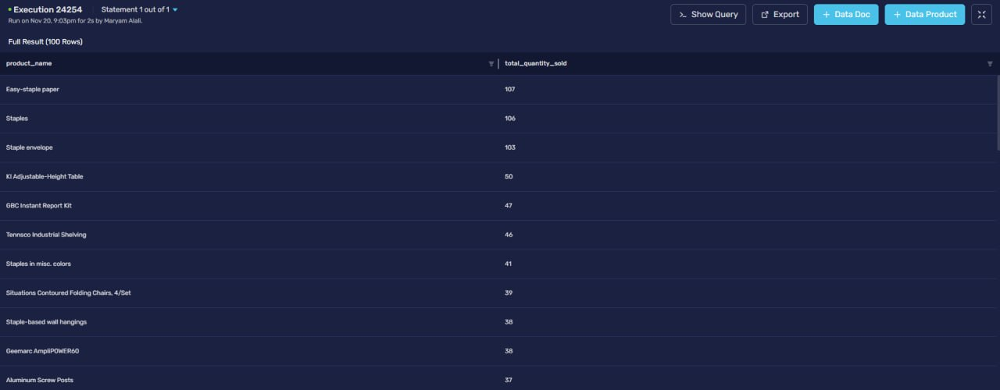 Execution 24254 Statement 1 out of 1
Run on Nov 20, 9:03pm for 2s by Maryam Alali.
Show Query Export + Data Doc + Data Product
Full Result (100 Rows)
product_name total_quantity_sold
Easy-staple paper 107
Staples 106
Staple envelope 103
KI Adjustable-Height Table 50
GBC Instant Report Kit 47
Tennsco Industrial Shelving 46
Staples in misc. colors 41
Situations Contoured Folding Chairs, 4/Set 39
Staple-based wall hangings 38
Geemarc AmpliPOWER60 38
Aluminum Screw Posts 37